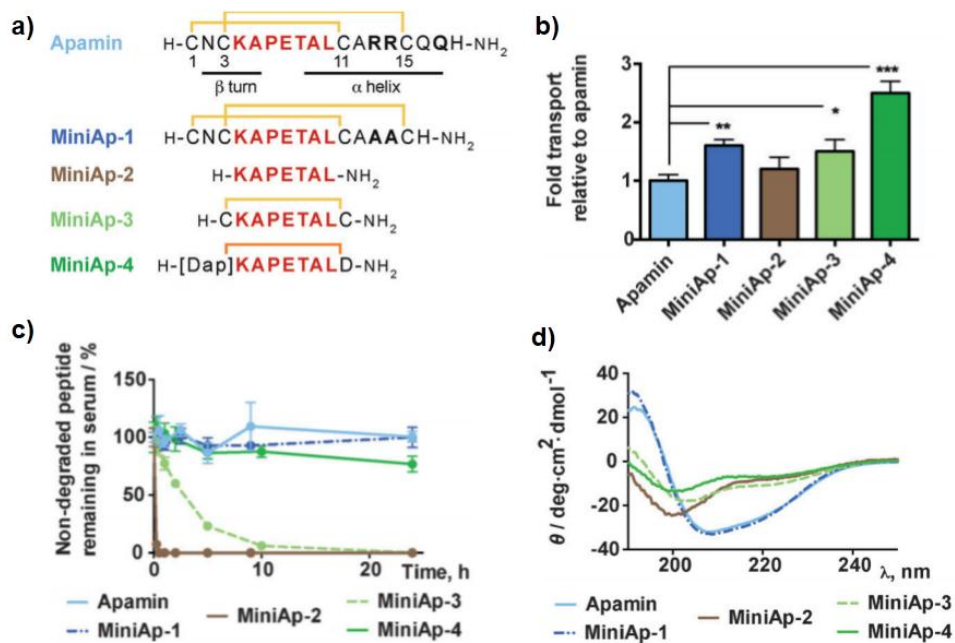 a)
Apamin H-CNCKAPETALCARRCQQH-NH2
1 3 11 15
β turn α helix
MiniAp-1 H-CNCKAPETALCAAACH-NH2
MiniAp-2 H-KAPETAL-NH2
MiniAp-3 H-CKAPETALC-NH2
MiniAp-4 H-[Dap]KAPETALD-NH2
b)
Fold transport
relative to apamin
3
2
1
0
**
*
***
Apamin
MiniAp-1
MiniAp-2
MiniAp-3
MiniAp-4
c)
Non-degraded peptide
remaining in serum / %
150
100
50
0
0 10 20 Time, h
Apamin
MiniAp-1
MiniAp-2
MiniAp-3
MiniAp-4
d)
θ / deg·cm2·dmol-1
40
20
0
-20
-40
200 220 240 λ, nm
Apamin
MiniAp-1
MiniAp-2
MiniAp-3
MiniAp-4